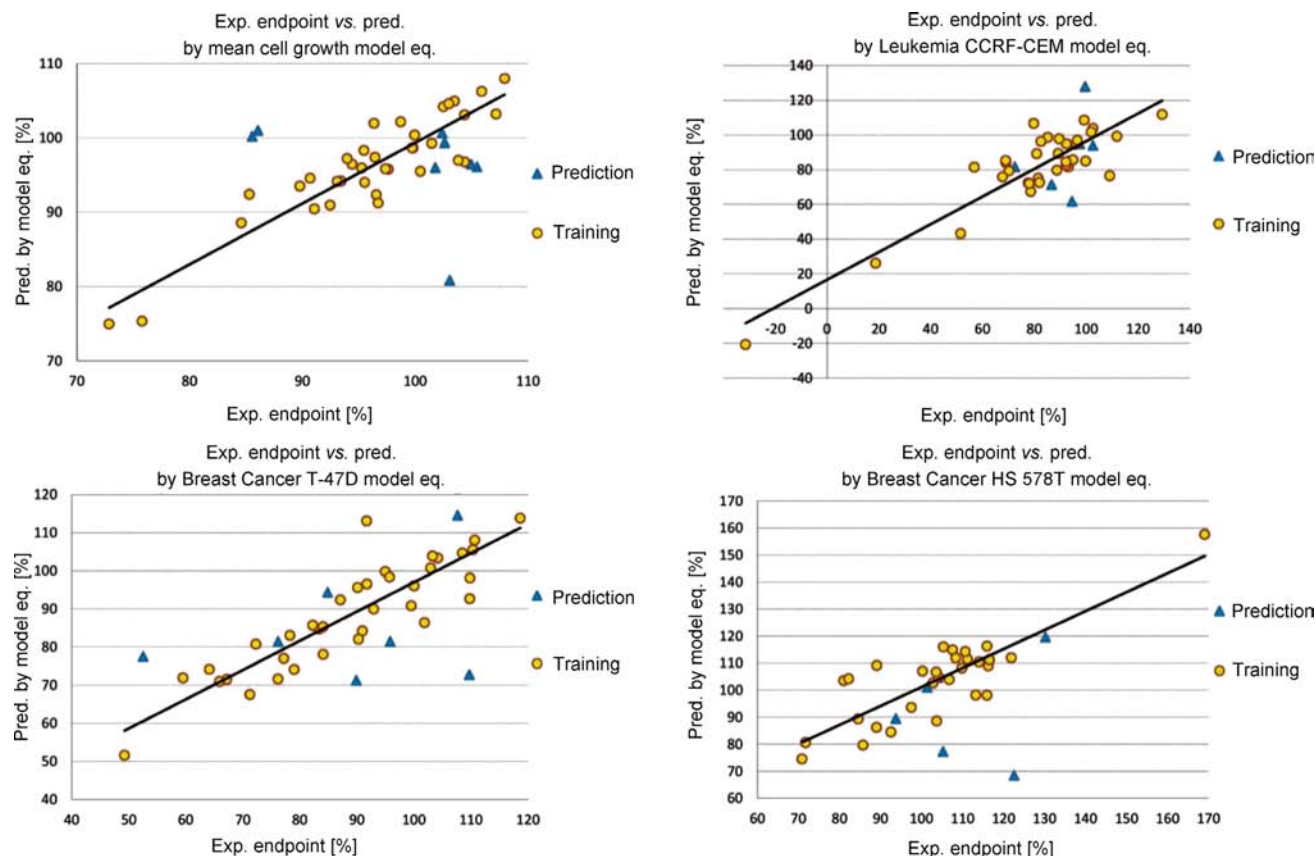 Exp. endpoint vs. pred.
by mean cell growth model eq.
110
100
90
80
70
70
80
90
100
110
Pred. by model eq. [%]
Exp. endpoint [%]
Prediction
Training
Exp. endpoint vs. pred.
by Leukemia CCRF-CEM model eq.
140
120
100
80
60
40
20
0
-20
-40
-20
0
20
40
60
80
100
120
140
Pred. by model eq. [%]
Exp. endpoint [%]
Prediction
Training
Exp. endpoint vs. pred.
by Breast Cancer T-47D model eq.
120
110
100
90
80
70
60
50
40
40
50
60
70
80
90
100
110
120
Pred. by model eq. [%]
Exp. endpoint [%]
Prediction
Training
Exp. endpoint vs. pred.
by Breast Cancer HS 578T model eq.
170
160
150
140
130
120
110
100
90
80
70
60
60
70
80
90
100
110
120
130
140
150
160
170
Pred. by model eq. [%]
Exp. endpoint [%]
Prediction
Training